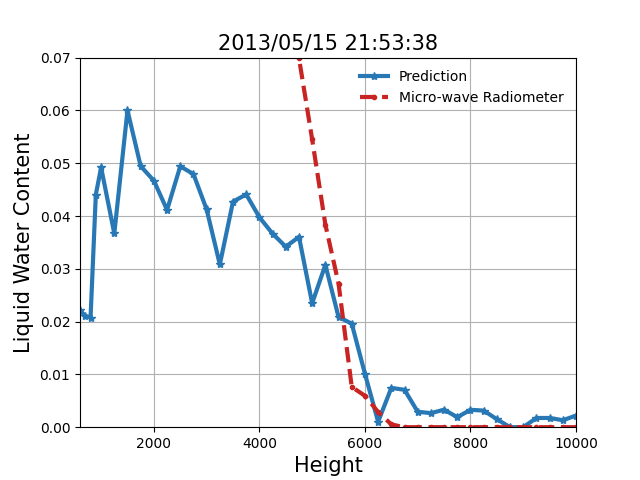 2013/05/15 21:53:38
Prediction
Micro-wave Radiometer
Liquid Water Content
0.07
0.06
0.05
0.04
0.03
0.02
0.01
0.00
2000 4000 6000 8000 10000
Height